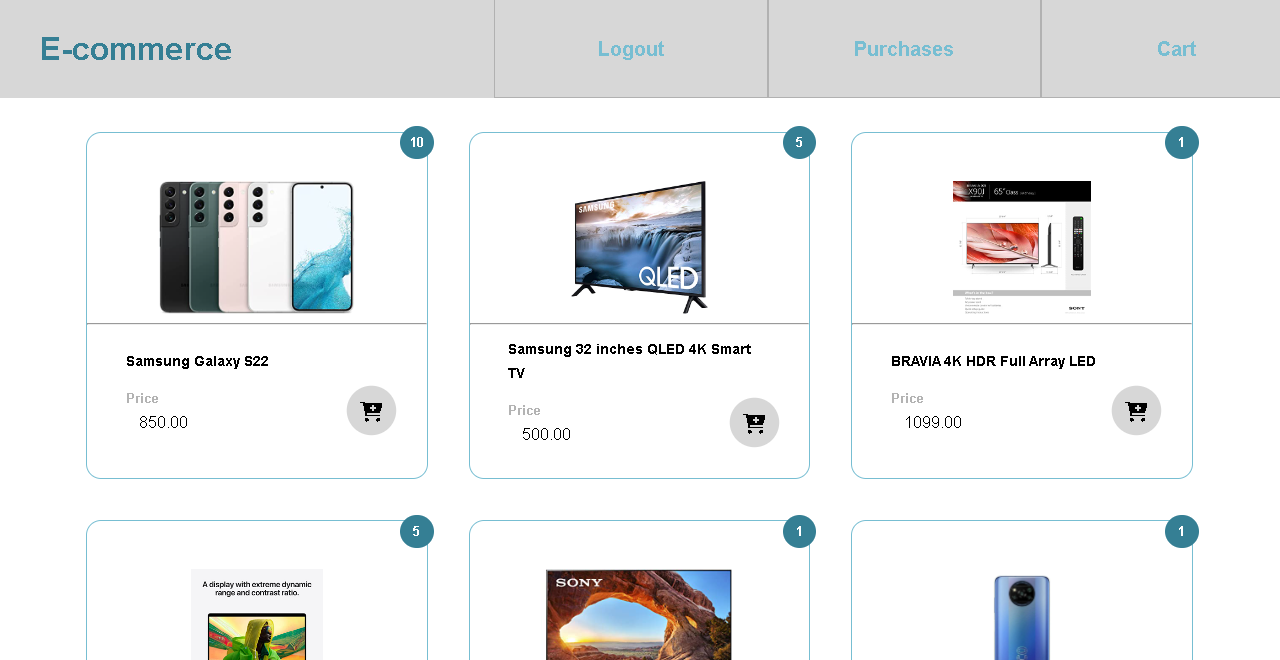 E-commerce
Logout
Purchases
Cart
10
5
1
SAMSUNG
QLED
X90J
65" Class
SONY
Samsung Galaxy S22
Price
850.00
Samsung 32 inches QLED 4K Smart
TV
Price
500.00
BRAVIA 4K HDR Full Array LED
Price
1099.00
5
1
1
A display with extreme dynamic
range and contrast ratio.
SONY